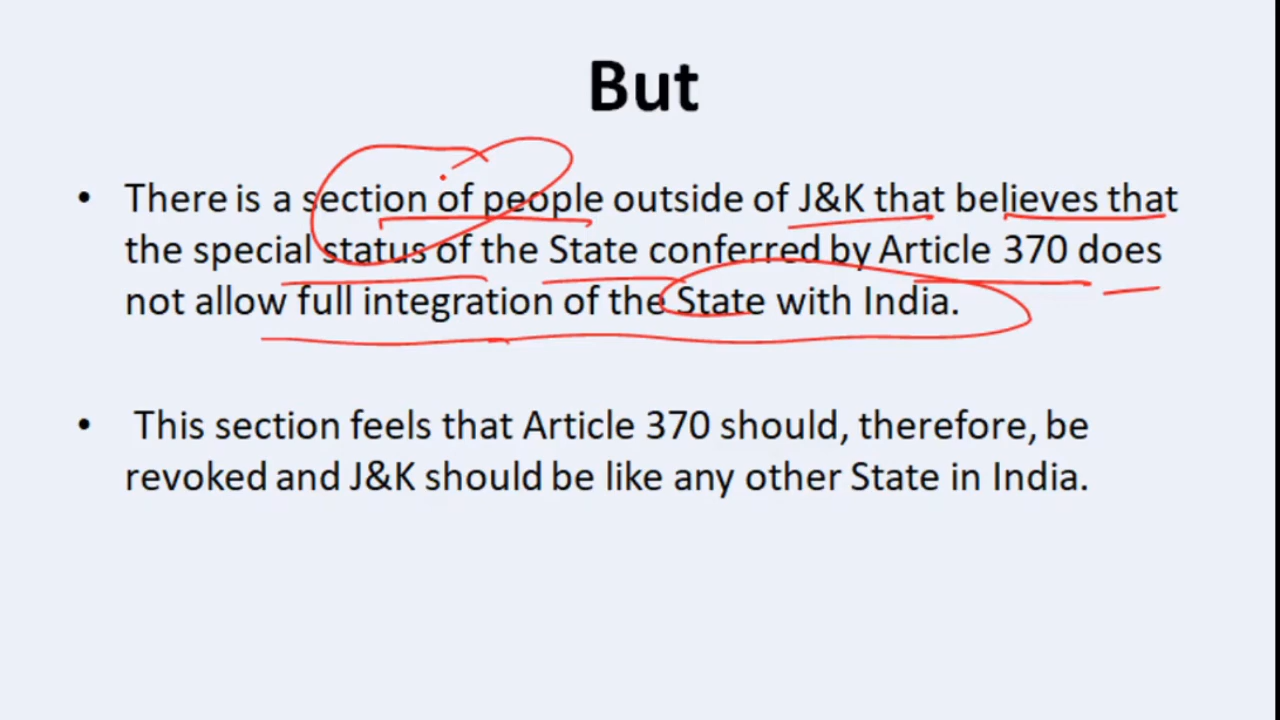 But
• There is a section of people outside of J&K that believes that
the special status of the State conferred by Article 370 does
not allow full integration of the State with India.
• This section feels that Article 370 should, therefore, be
revoked and J&K should be like any other State in India.